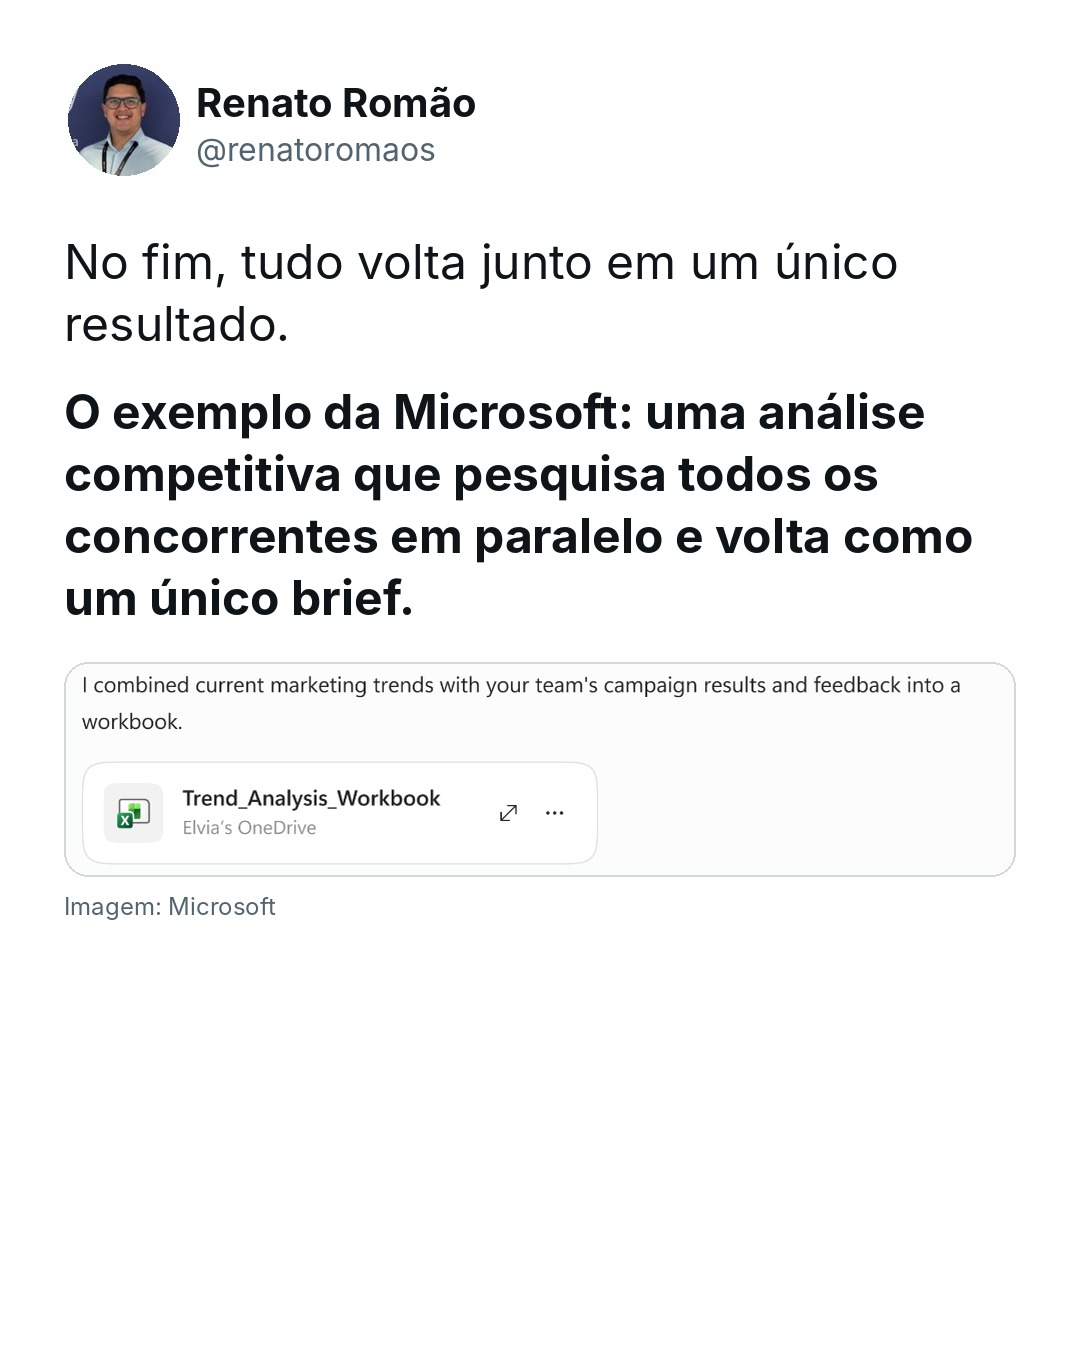 Renato Romão
@renatoromaos
No fim, tudo volta junto em um único
resultado.
O exemplo da Microsoft: uma análise
competitiva que pesquisa todos os
concorrentes em paralelo e volta como
um único brief.
I combined current marketing trends with your team's campaign results and feedback into a
workbook.
Trend_Analysis_Workbook
Elvia's OneDrive
Imagem: Microsoft